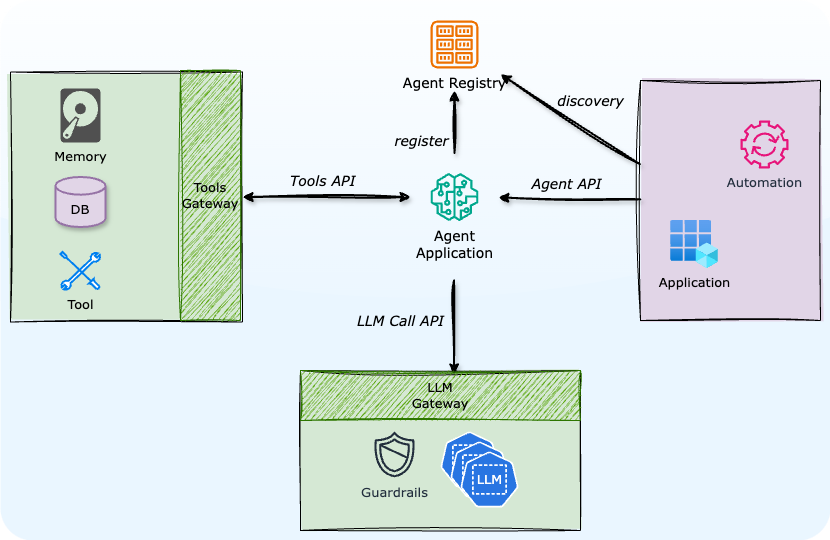 Agent Registry
discovery
register
Memory
DB
Tool
Tools
Gateway
Tools API
Agent
Application
Agent API
Automation
Application
LLM Call API
LLM
Gateway
Guardrails
LLM